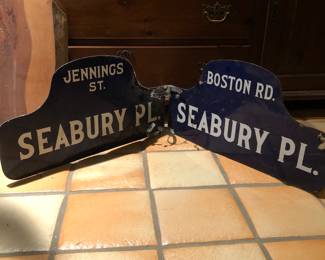 JENNINGS
ST.
SEABURY PL.
BOSTON RD.
SEABURY PL.